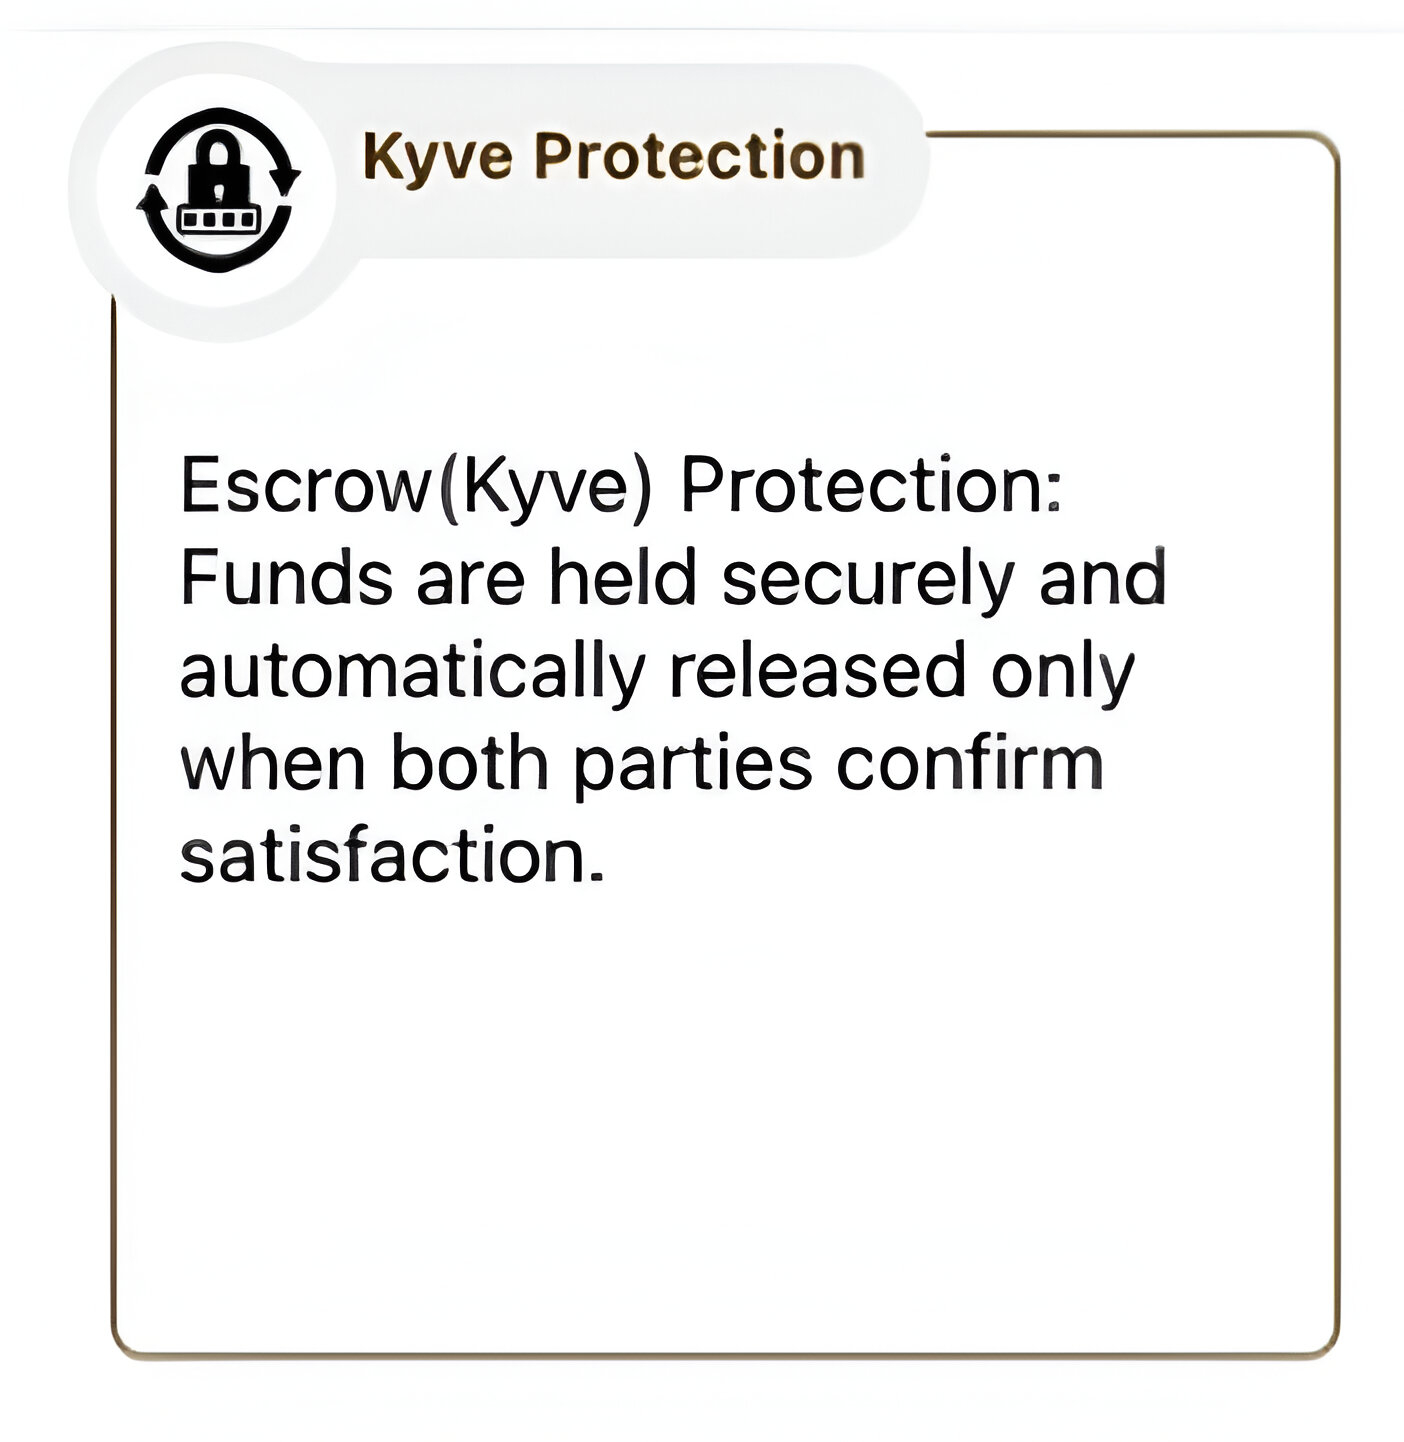 Kyve Protection
Escrow(Kyve) Protection:
Funds are held securely and
automatically released only
when both parties confirm
satisfaction.